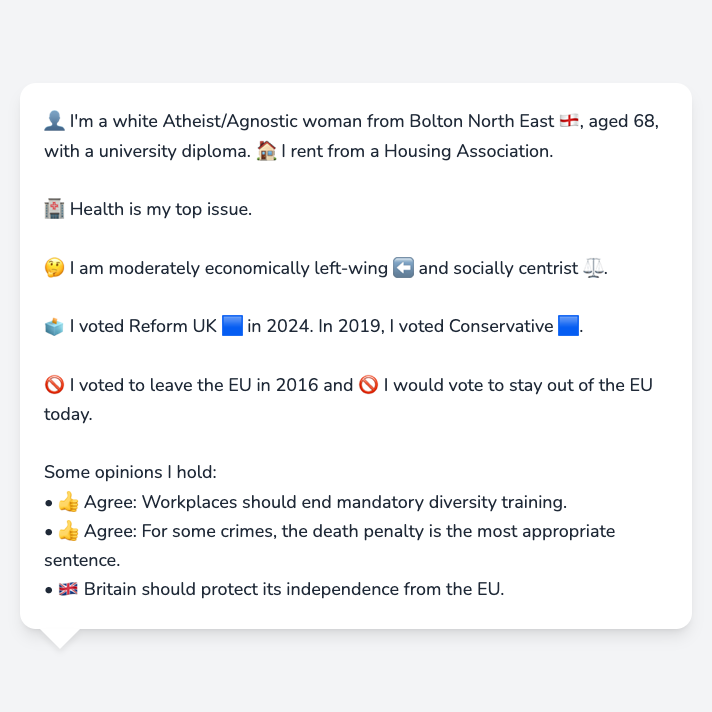 👤 I'm a white Atheist/Agnostic woman from Bolton North East 🏴󠁧󠁢󠁥󠁮󠁧󠁿, aged 68,
with a university diploma. 🏠 I rent from a Housing Association.
🏥 Health is my top issue.
🤔 I am moderately economically left-wing ⬅️ and socially centrist ⚖️.
🗳️ I voted Reform UK 🟦 in 2024. In 2019, I voted Conservative 🟦.
🚫 I voted to leave the EU in 2016 and 🚫 I would vote to stay out of the EU
today.
Some opinions I hold:
• 👍 Agree: Workplaces should end mandatory diversity training.
• 👍 Agree: For some crimes, the death penalty is the most appropriate
sentence.
• 🇬🇧 Britain should protect its independence from the EU.